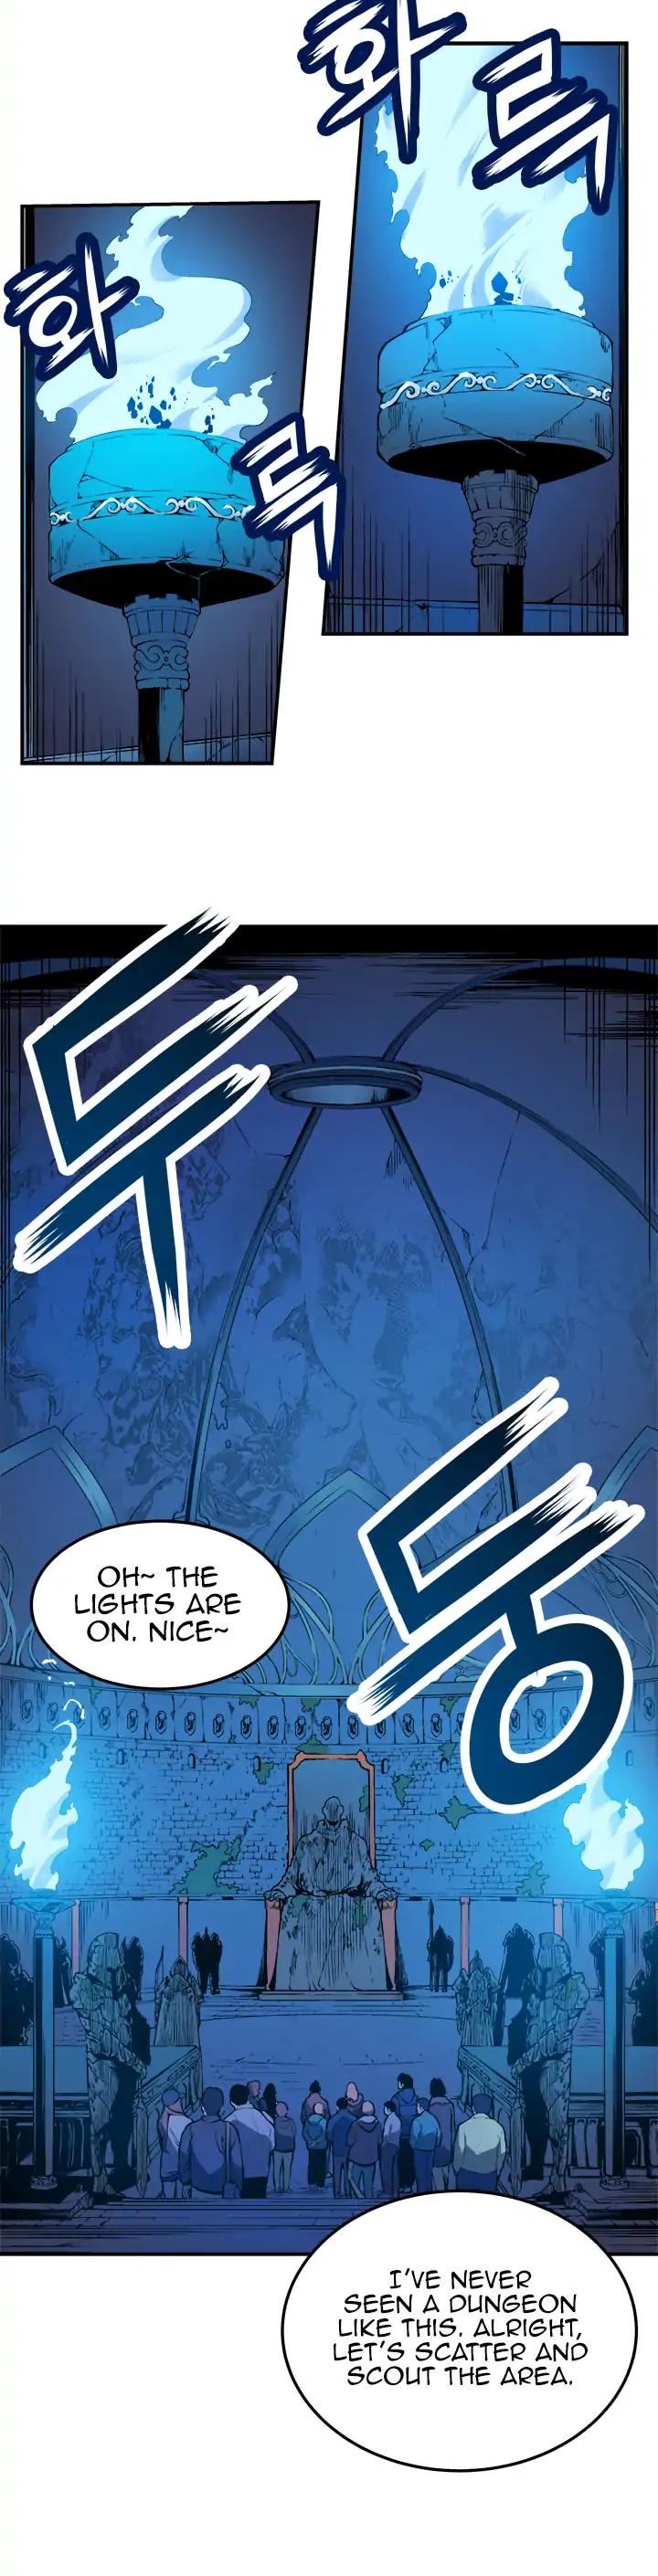 화륵
화륵
두둥
OH~ THE
LIGHTS ARE
ON. NICE~
I'VE NEVER
SEEN A DUNGEON
LIKE THIS. ALRIGHT,
LET'S SCATTER AND
SCOUT THE AREA.